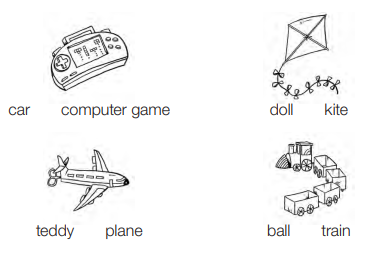 car computer game
doll kite
teddy plane
ball train